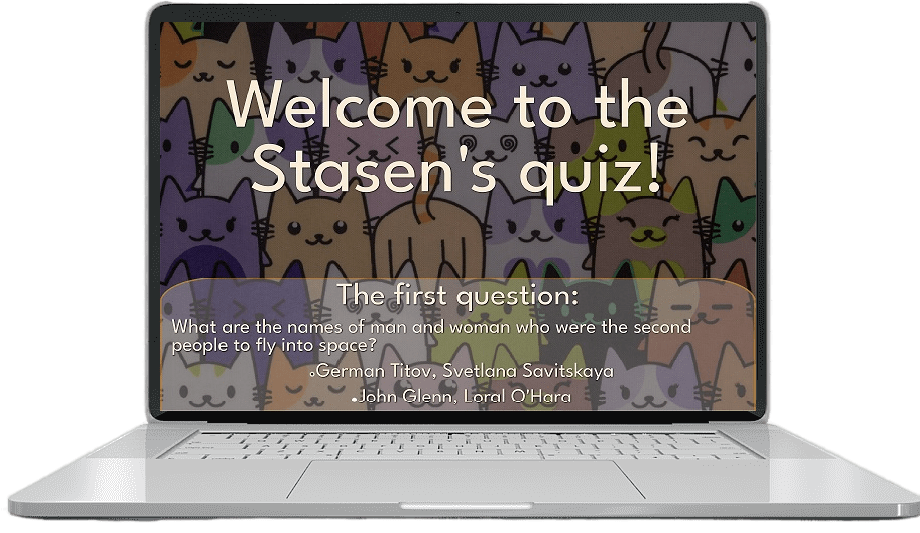 Welcome to the
Stasen's quiz!
The first question:
What are the names of man and woman who were the second
people to fly into space?
.German Titov, Svetlana Savitskaya
.John Glenn, Loral O'Hara